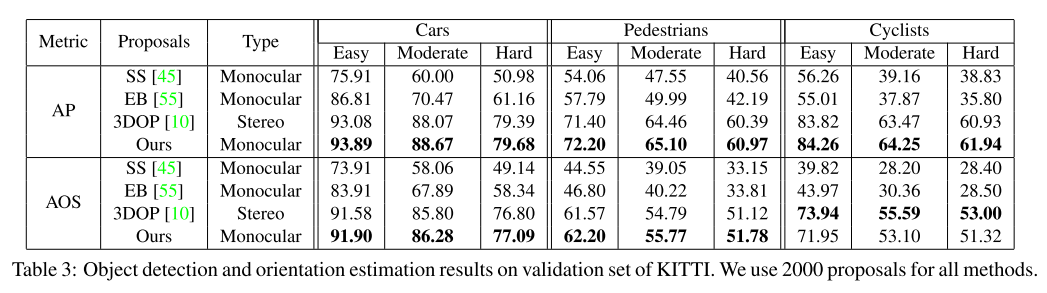 Metric Proposals Type Cars Pedestrians Cyclists
Easy Moderate Hard Easy Moderate Hard Easy Moderate Hard
AP
SS [45] Monocular 75.91 60.00 50.98 54.06 47.55 40.56 56.26 39.16 38.83
EB [55] Monocular 86.81 70.47 61.16 57.79 49.99 42.19 55.01 37.87 35.80
3DOP [10] Stereo 93.08 88.07 79.39 71.40 64.46 60.39 83.82 63.47 60.93
Ours Monocular 93.89 88.67 79.68 72.20 65.10 60.97 84.26 64.25 61.94
AOS
SS [45] Monocular 73.91 58.06 49.14 44.55 39.05 33.15 39.82 28.20 28.40
EB [55] Monocular 83.91 67.89 58.34 46.80 40.22 33.81 43.97 30.36 28.50
3DOP [10] Stereo 91.58 85.80 76.80 61.57 54.79 51.12 73.94 55.59 53.00
Ours Monocular 91.90 86.28 77.09 62.20 55.77 51.78 71.95 53.10 51.32
Table 3: Object detection and orientation estimation results on validation set of KITTI. We use 2000 proposals for all methods.